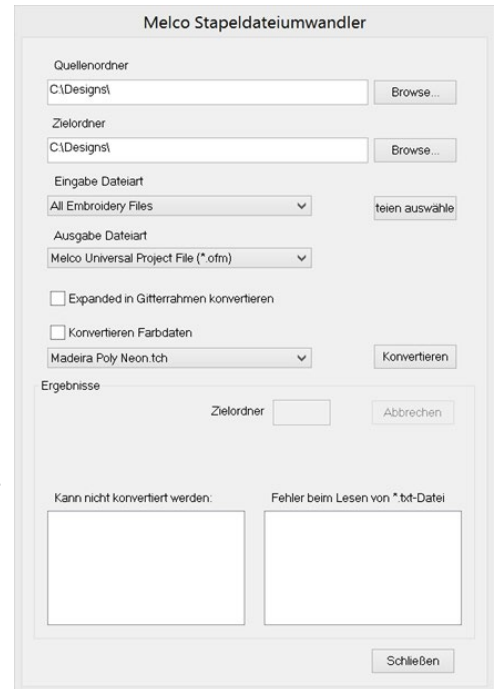 Melco Stapeldateiumwandler
Quellenordner
C:\Designs\
Browse...
Zielordner
C:\Designs\
Browse...
Eingabe Dateiart
All Embroidery Files
teien auswähle
Ausgabe Dateiart
Melco Universal Project File (*.ofm)
Expanded in Gitterrahmen konvertieren
Konvertieren Farbdaten
Madeira Poly Neon.tch
Konvertieren
Ergebnisse
Zielordner
Abbrechen
Kann nicht konvertiert werden:
Fehler beim Lesen von *.txt-Datei
Schließen